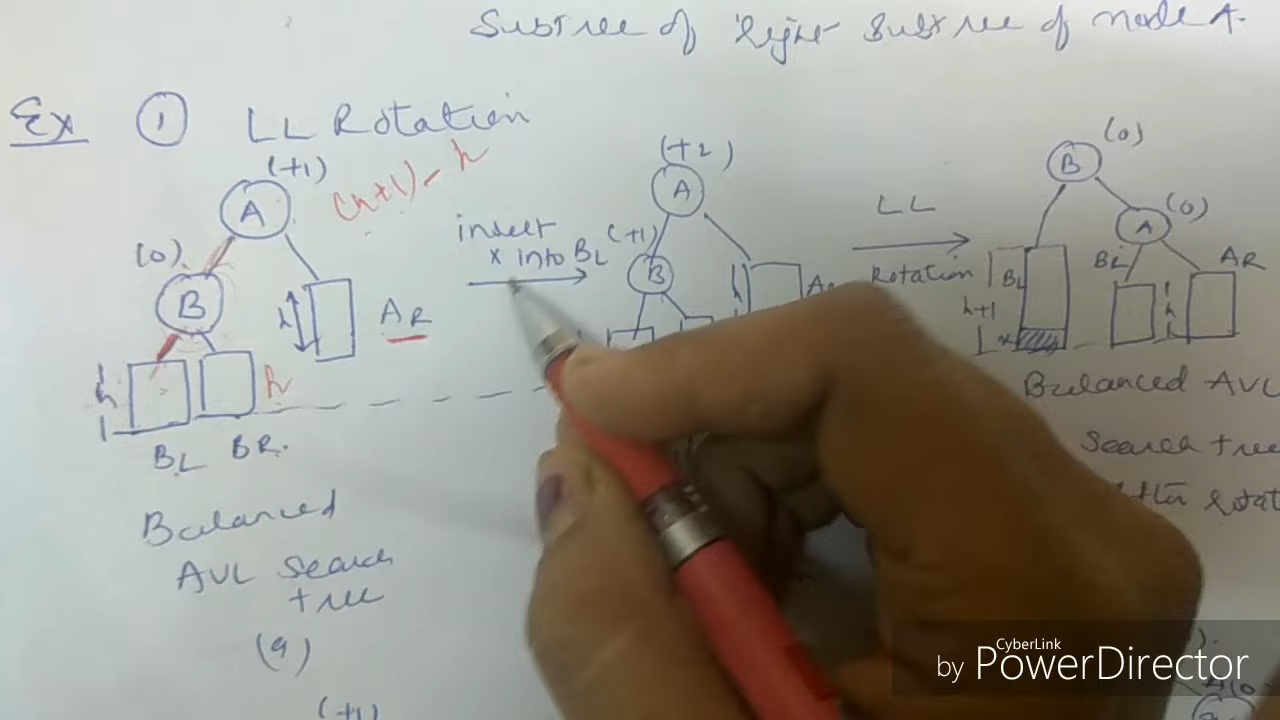 Subtree of right subtree of node A.
Ex 1 LL Rotation
(+1)
(h+1) - h
A
(0)
B
h
AR
h
h
BL BR.
Balanced
AVL search
tree
(a)
(+1)
insert
x into BL
(+2)
A
(+1)
B
h
AR
LL
Rotation
(0)
B
(0)
A
BL
BR
AR
h+1
h
x
Balanced AVL
Search tree
CyberLink
by PowerDirector